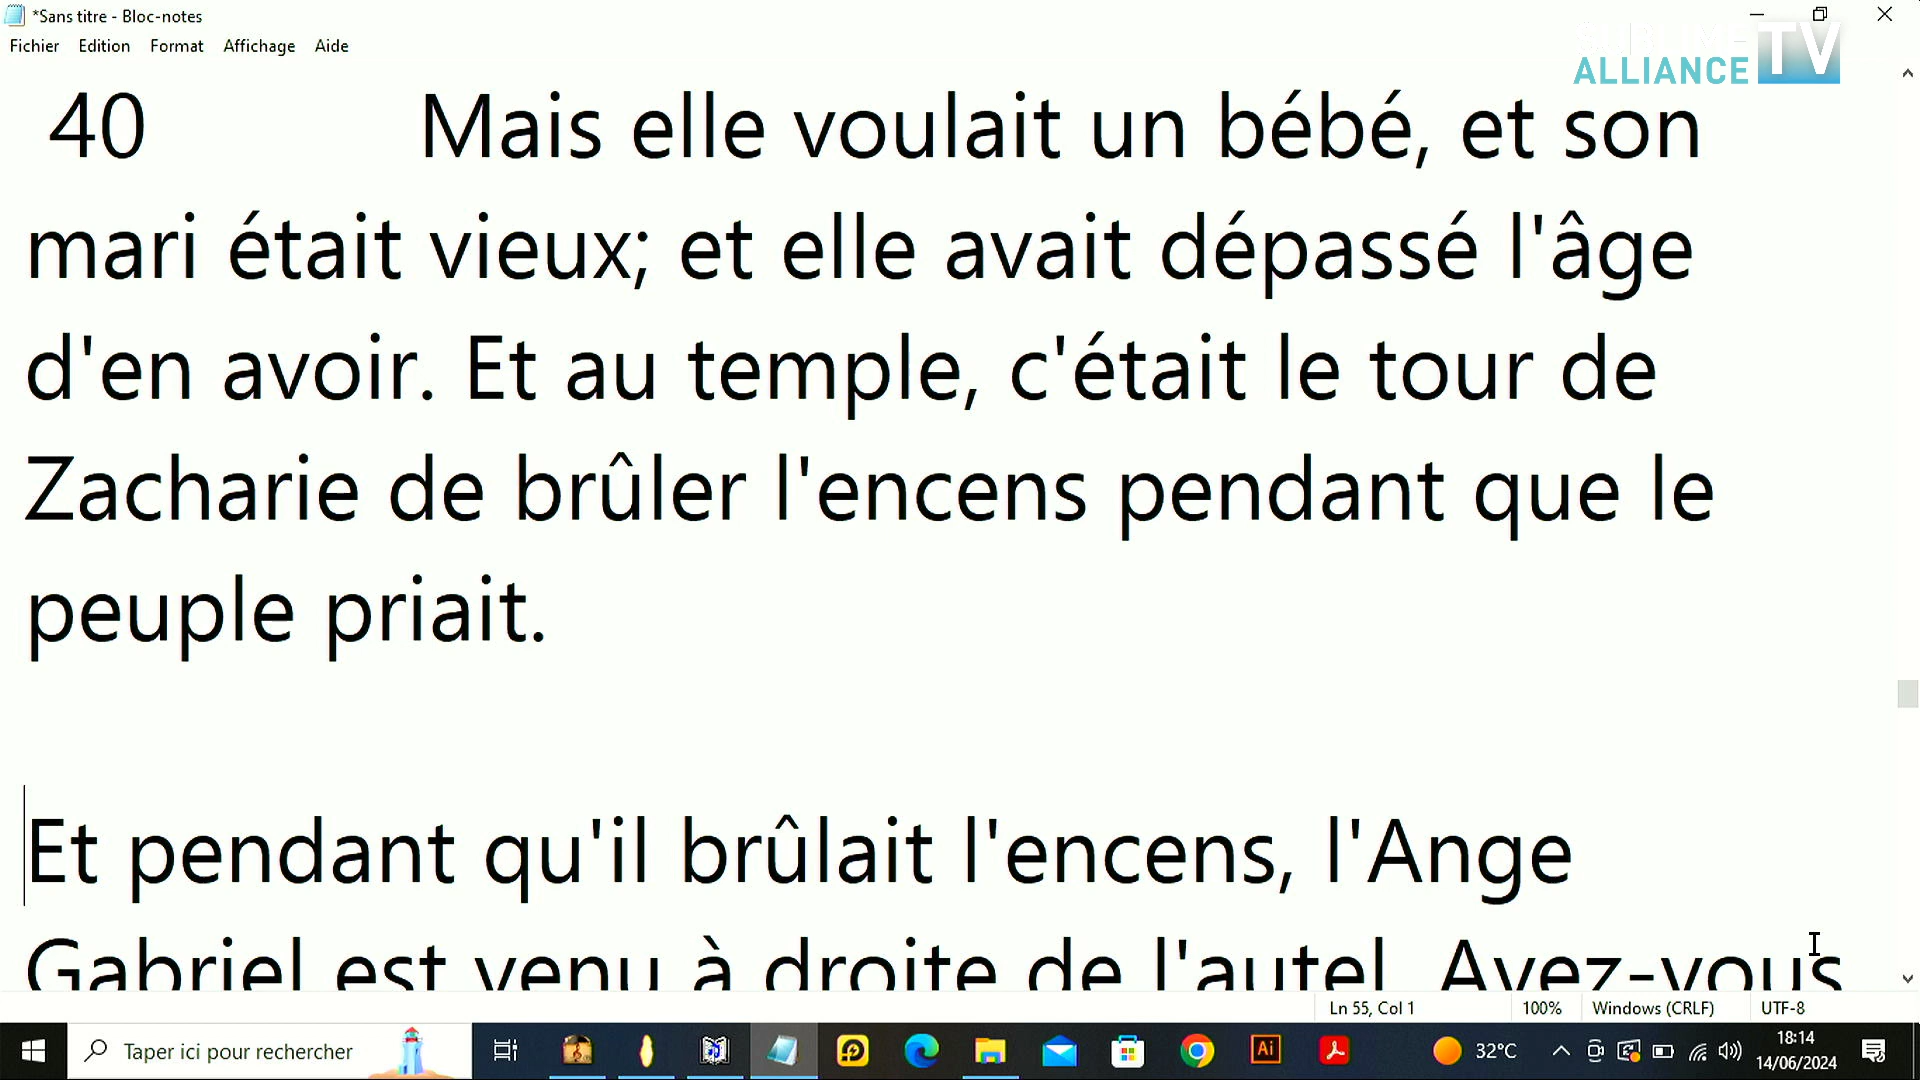 *Sans titre - Bloc-notes
Fichier Edition Format Affichage Aide
ALLIANCE TV
40 Mais elle voulait un bébé, et son
mari était vieux; et elle avait dépassé l'âge
d'en avoir. Et au temple, c'était le tour de
Zacharie de brûler l'encens pendant que le
peuple priait.
Et pendant qu'il brûlait l'encens, l'Ange
Gabriel est venu à droite de l'autel. Avez-vous
Ln 55, Col 1 100% Windows (CRLF) UTF-8
Taper ici pour rechercher
Ai
32°C
18:14
14/06/2024